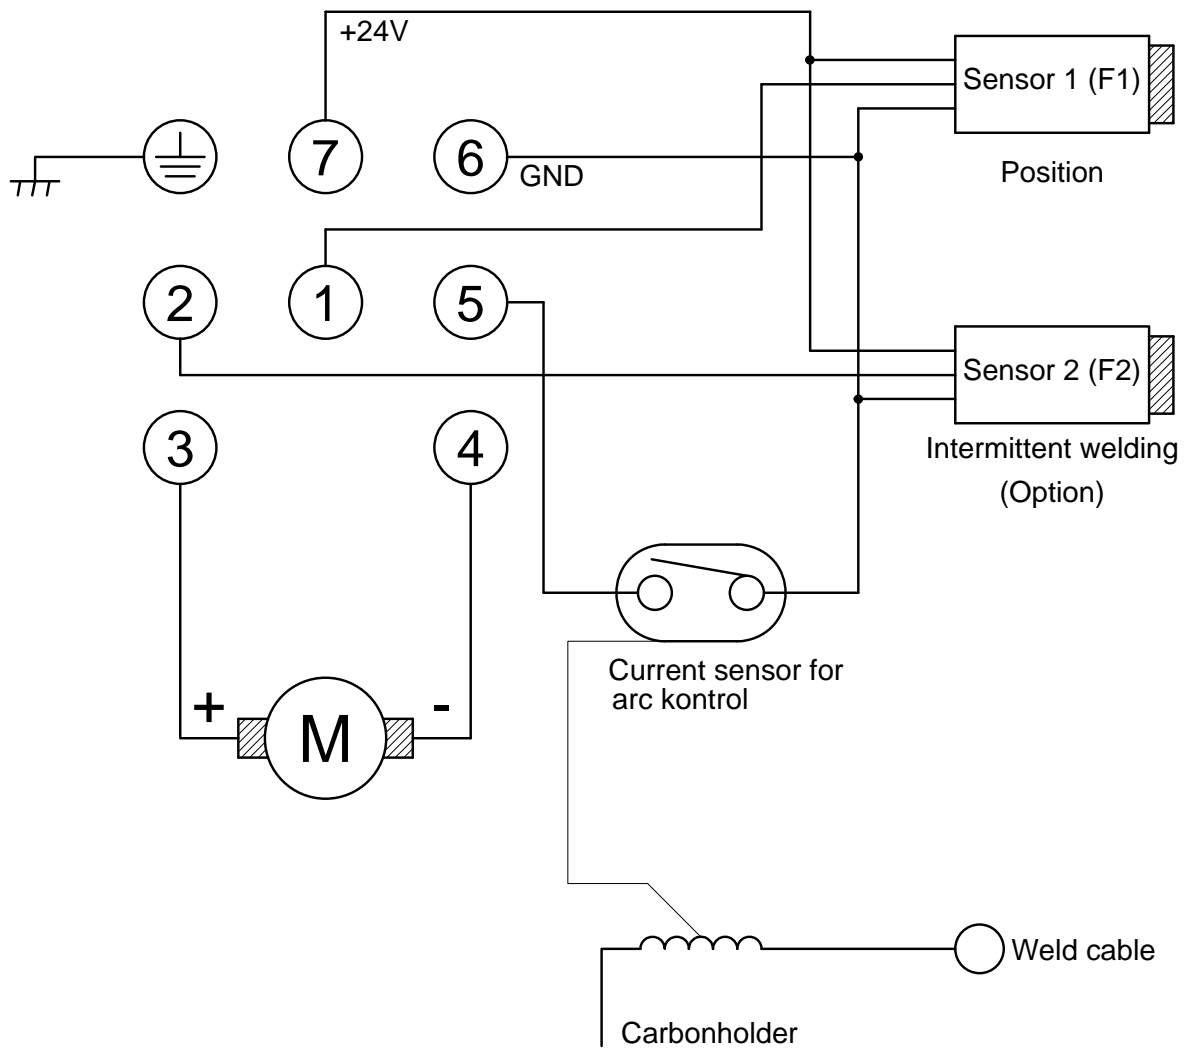 +24V
Sensor 1 (F1)
7
6
GND
Position
2
1
5
Sensor 2 (F2)
3
4
Intermittent welding
(Option)
Current sensor for
arc kontrol
+
-
M
Weld cable
Carbonholder